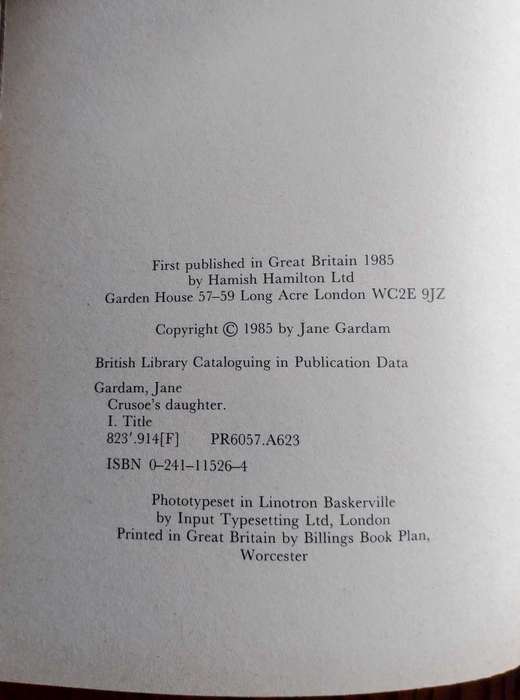 First published in Great Britain 1985
by Hamish Hamilton Ltd
Garden House 57–59 Long Acre London WC2E 9JZ
Copyright © 1985 by Jane Gardam
British Library Cataloguing in Publication Data
Gardam, Jane
Crusoe's daughter.
I. Title
823'.914[F] PR6057.A623
ISBN 0–241–11526–4
Phototypeset in Linotron Baskerville
by Input Typesetting Ltd, London
Printed in Great Britain by Billings Book Plan,
Worcester